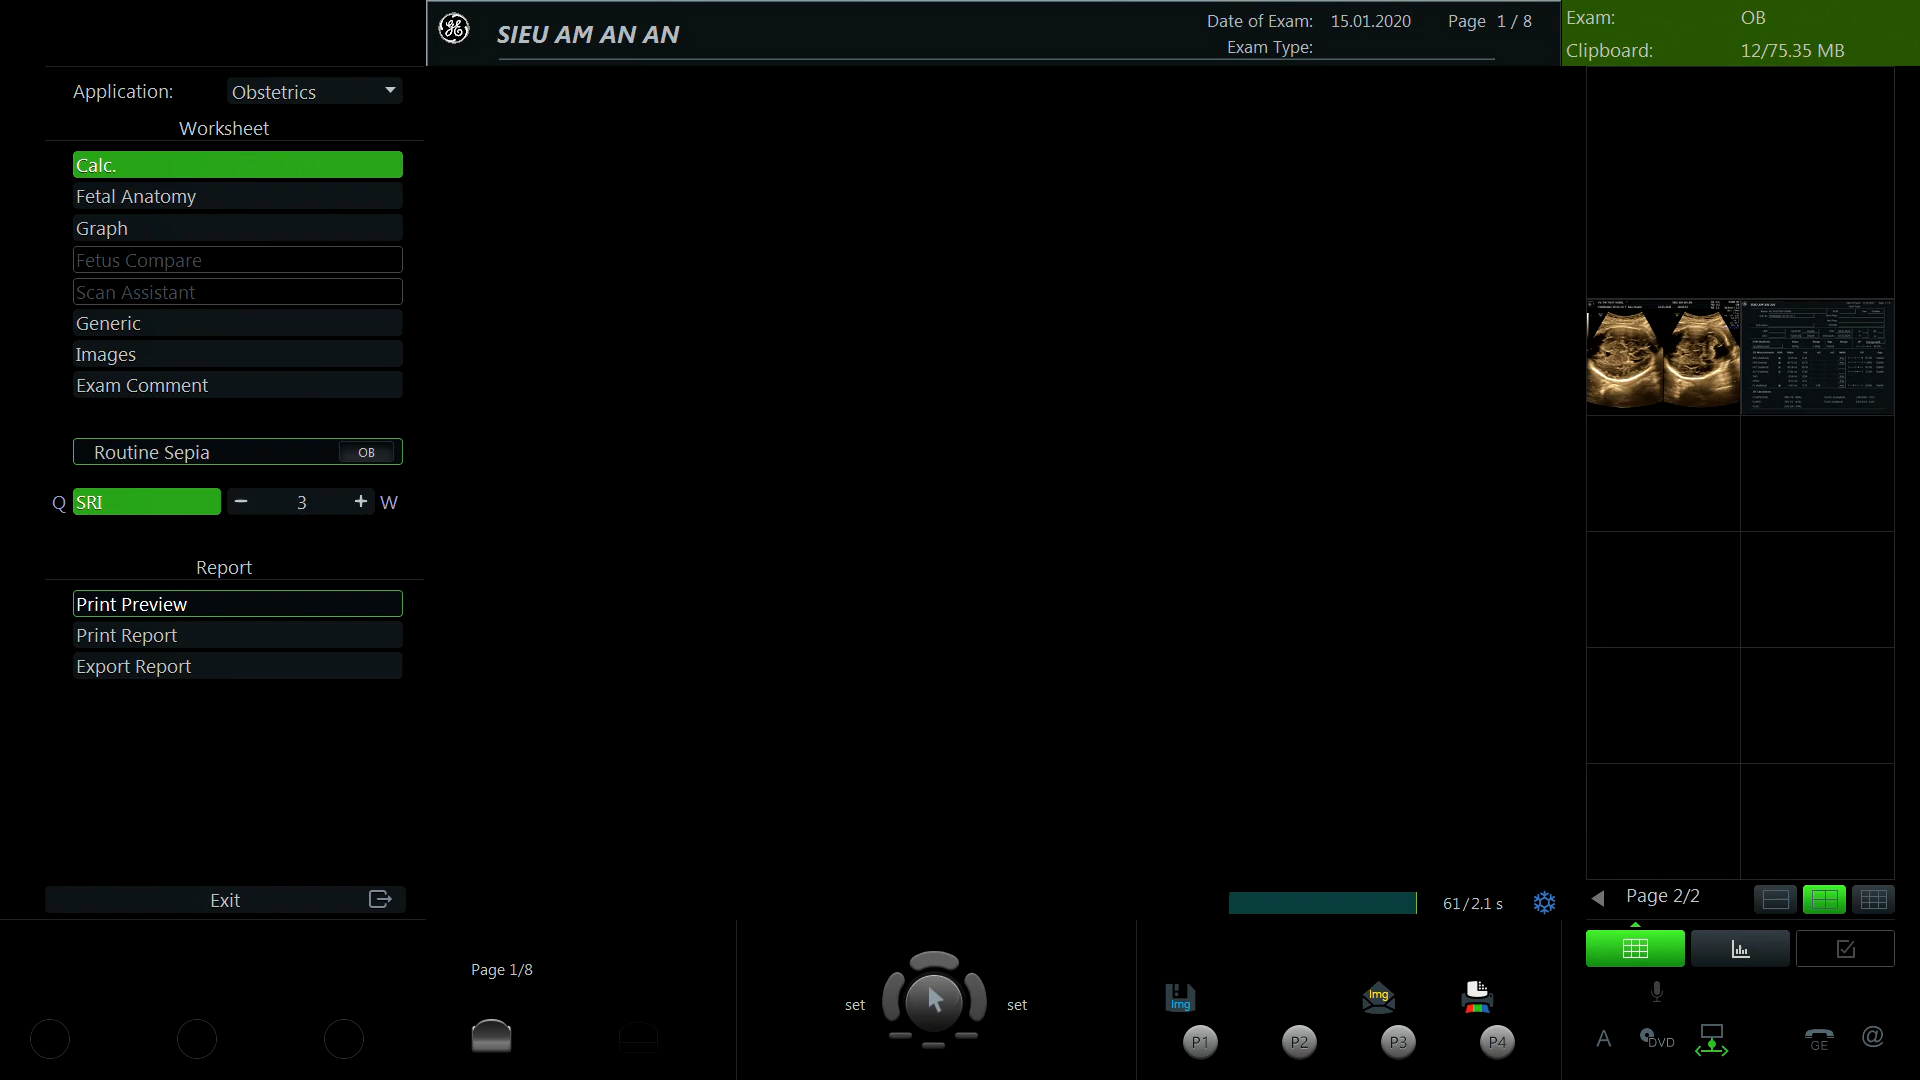 SIEU AM AN AN
Date of Exam: 15.01.2020 Page 1 / 8
Exam Type:
Exam: OB
Clipboard: 12/75.35 MB
Application: Obstetrics
Worksheet
Calc.
Fetal Anatomy
Graph
Fetus Compare
Scan Assistant
Generic
Images
Exam Comment
Routine Sepia OB
Q SRI - 3 + W
Report
Print Preview
Print Report
Export Report
Exit
61/2.1 s
Page 2/2
Page 1/8
set set
Img Img
P1 P2 P3 P4
A DVD GE @